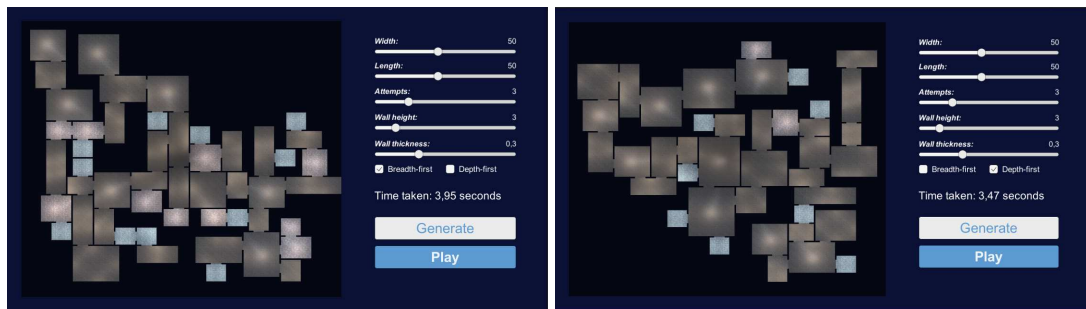 Width: 50
Length: 50
Attempts: 3
Wall height: 3
Wall thickness: 0,3
Breadth-first Depth-first
Time taken: 3,95 seconds
Generate
Play
Width: 50
Length: 50
Attempts: 3
Wall height: 3
Wall thickness: 0,3
Breadth-first Depth-first
Time taken: 3,47 seconds
Generate
Play